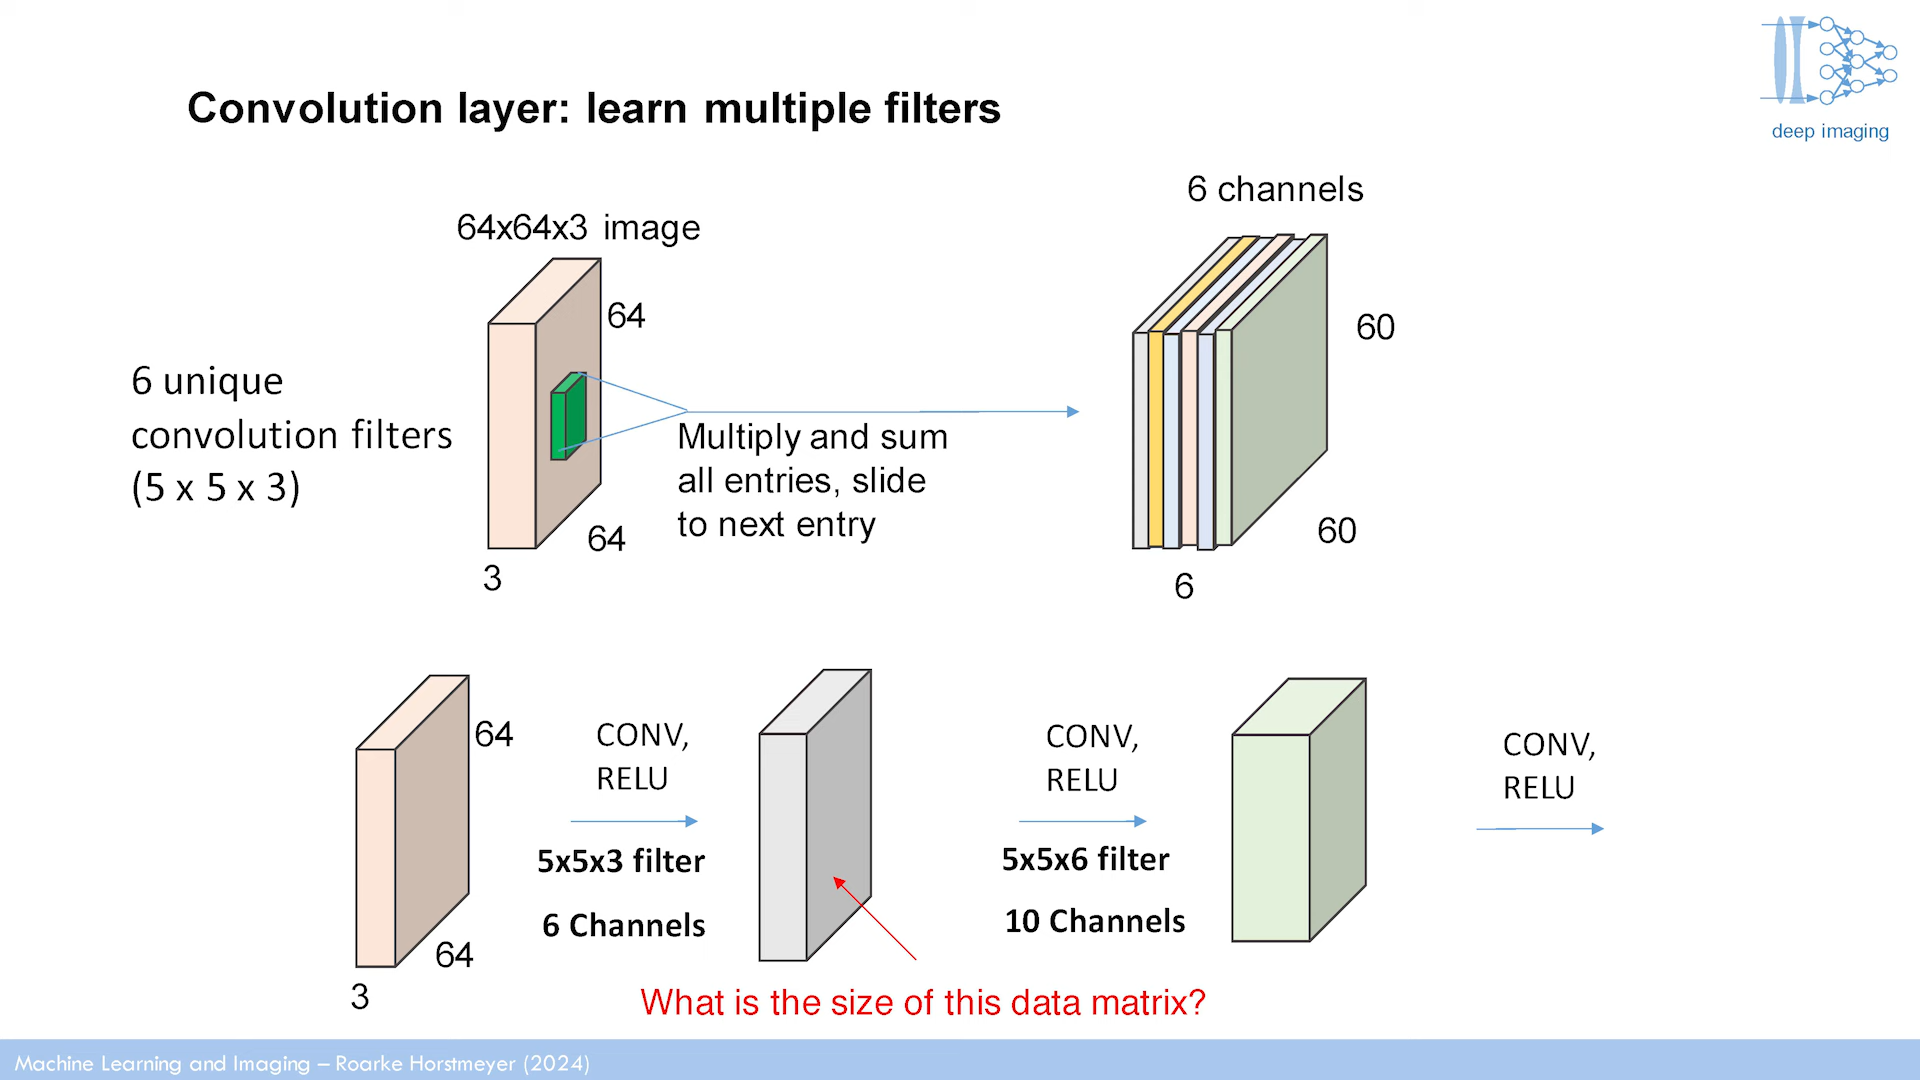 deep imaging
Convolution layer: learn multiple filters
64x64x3 image
64
64
3
6 unique
convolution filters
(5 x 5 x 3)
Multiply and sum
all entries, slide
to next entry
6 channels
60
60
6
64
64
3
CONV,
RELU
5x5x3 filter
6 Channels
What is the size of this data matrix?
CONV,
RELU
5x5x6 filter
10 Channels
CONV,
RELU
Machine Learning and Imaging – Roarke Horstmeyer (2024)